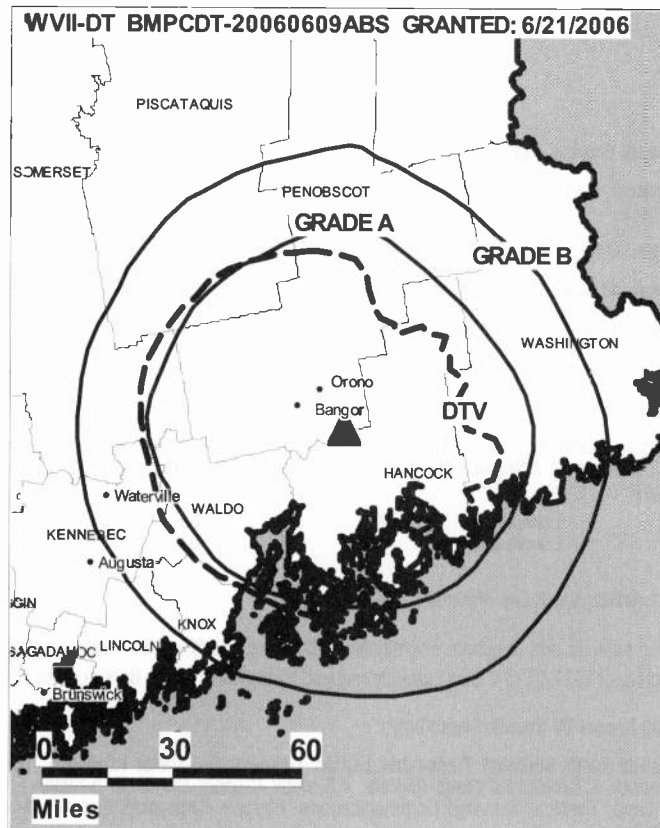 WVII-DT BMPCDT-20060609ABS GRANTED: 6/21/2006
PISCATAQUIS
SOMERSET
PENOBSCOT
GRADE A
GRADE B
WASHINGTON
Orono
Bangor
DTV
HANCOCK
Waterville
WALDO
KENNEBEC
Augusta
GIN
KNOX
SAGADAHOC
LINCOLN
Brunswick
0 30 60
Miles